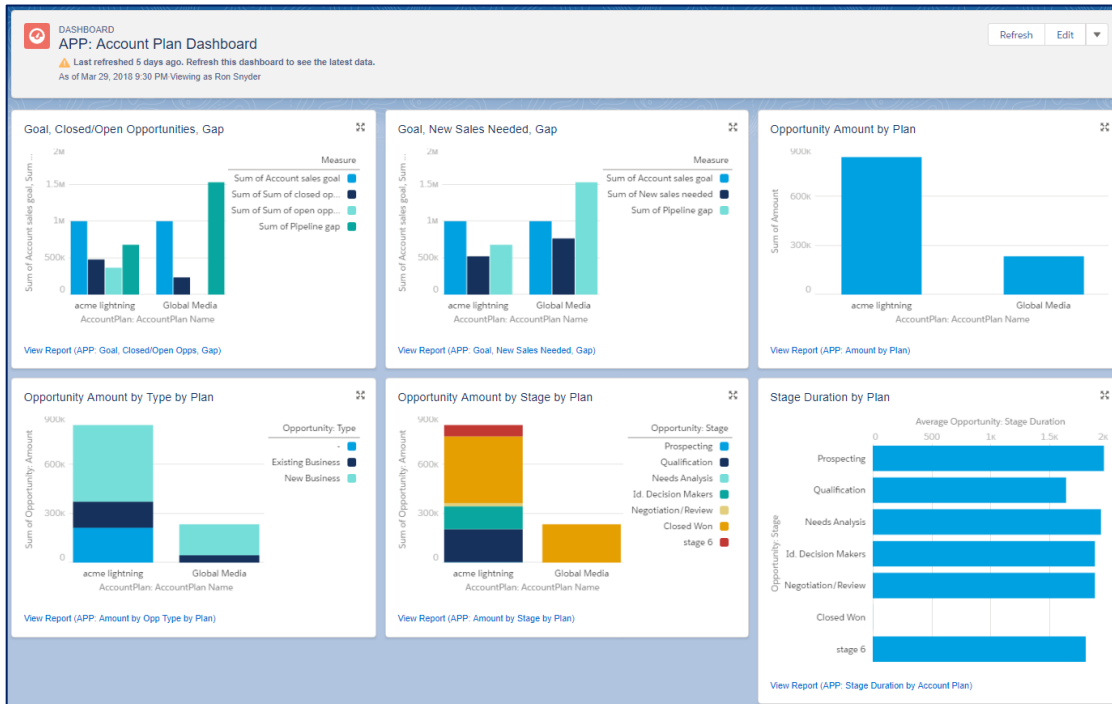 DASHBOARD
APP: Account Plan Dashboard
Last refreshed 5 days ago. Refresh this dashboard to see the latest data.
As of Mar 29, 2018 9:30 PM·Viewing as Ron Snyder
Refresh
Edit
Goal, Closed/Open Opportunities, Gap
Sum of Account sales goal, Sum ...
2M
1.5M
1M
500K
0
acme lightning
Global Media
AccountPlan: AccountPlan Name
Measure
Sum of Account sales goal
Sum of Sum of closed op...
Sum of Sum of open opp...
Sum of Pipeline gap
View Report (APP: Goal, Closed/Open Opps, Gap)
Goal, New Sales Needed, Gap
Sum of Account sales goal, Sum ...
2M
1.5M
1M
500K
0
acme lightning
Global Media
AccountPlan: AccountPlan Name
Measure
Sum of Account sales goal
Sum of New sales needed
Sum of Pipeline gap
View Report (APP: Goal, New Sales Needed, Gap)
Opportunity Amount by Plan
Sum of Amount
900K
600K
300K
0
acme lightning
Global Media
AccountPlan: AccountPlan Name
View Report (APP: Amount by Plan)
Opportunity Amount by Type by Plan
Sum of Opportunity: Amount
900K
600K
300K
0
acme lightning
Global Media
AccountPlan: AccountPlan Name
Opportunity: Type
-
Existing Business
New Business
View Report (APP: Amount by Opp Type by Plan)
Opportunity Amount by Stage by Plan
Sum of Opportunity: Amount
900K
600K
300K
0
acme lightning
Global Media
AccountPlan: AccountPlan Name
Opportunity: Stage
Prospecting
Qualification
Needs Analysis
Id. Decision Makers
Negotiation/Review
Closed Won
stage 6
View Report (APP: Amount by Stage by Plan)
Stage Duration by Plan
Average Opportunity: Stage Duration
0
500
1K
1.5K
2K
Opportunity: Stage
Prospecting
Qualification
Needs Analysis
Id. Decision Makers
Negotiation/Review
Closed Won
stage 6
View Report (APP: Stage Duration by Account Plan)